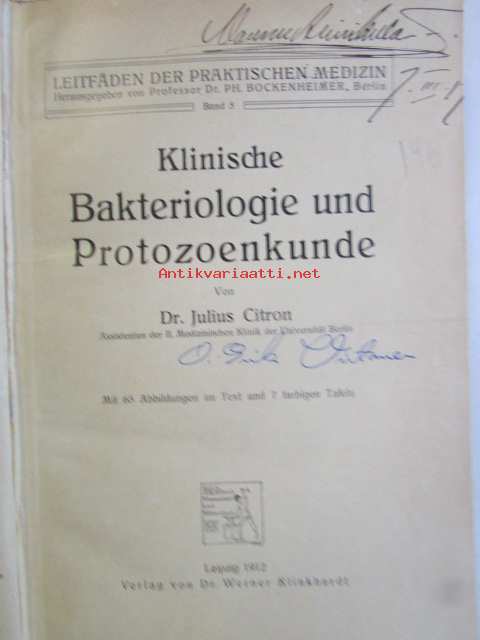 LEITFÄDEN DER PRAKTISCHEN MEDIZIN
Herausgegeben von Professor Dr. PH. BOCKENHEIMER, Berlin
Band 5
Klinische
Bakteriologie und
Protozoenkunde
Antikvariaatti.net
Von
Dr. Julius Citron
Assistenten der II. Medizinischen Klinik der Universität Berlin
Mit 65 Abbildungen im Text und 7 farbigen Tafeln
Leipzig 1912
Verlag von Dr. Werner Klinkhardt